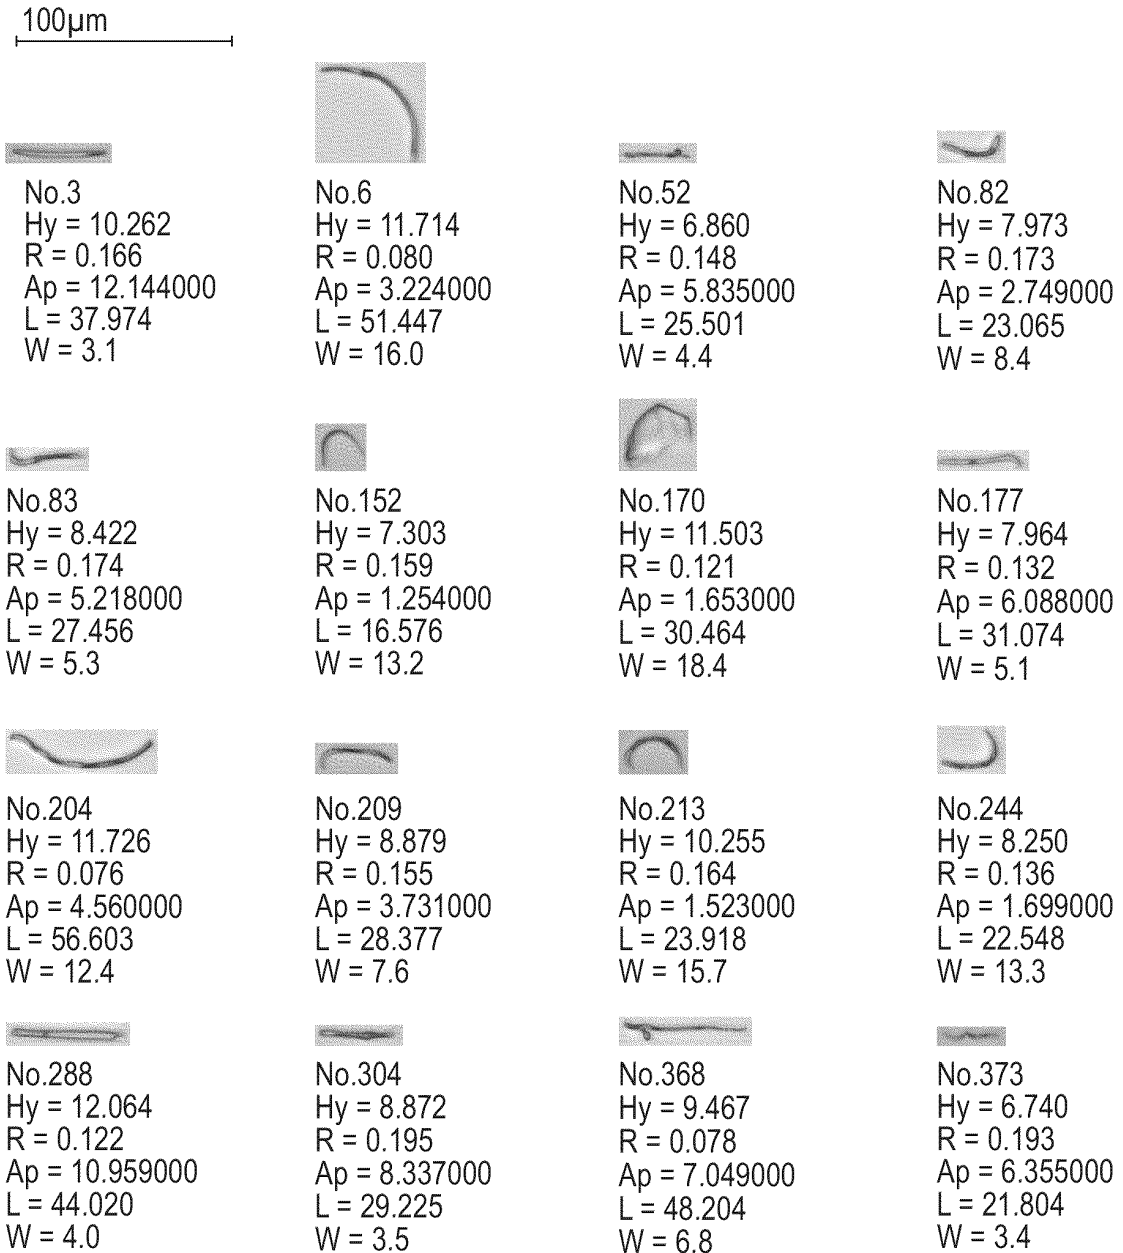 100μm
No.3
Hy = 10.262
R = 0.166
Ap = 12.144000
L = 37.974
W = 3.1
No.6
Hy = 11.714
R = 0.080
Ap = 3.224000
L = 51.447
W = 16.0
No.52
Hy = 6.860
R = 0.148
Ap = 5.835000
L = 25.501
W = 4.4
No.82
Hy = 7.973
R = 0.173
Ap = 2.749000
L = 23.065
W = 8.4
No.83
Hy = 8.422
R = 0.174
Ap = 5.218000
L = 27.456
W = 5.3
No.152
Hy = 7.303
R = 0.159
Ap = 1.254000
L = 16.576
W = 13.2
No.170
Hy = 11.503
R = 0.121
Ap = 1.653000
L = 30.464
W = 18.4
No.177
Hy = 7.964
R = 0.132
Ap = 6.088000
L = 31.074
W = 5.1
No.204
Hy = 11.726
R = 0.076
Ap = 4.560000
L = 56.603
W = 12.4
No.209
Hy = 8.879
R = 0.155
Ap = 3.731000
L = 28.377
W = 7.6
No.213
Hy = 10.255
R = 0.164
Ap = 1.523000
L = 23.918
W = 15.7
No.244
Hy = 8.250
R = 0.136
Ap = 1.699000
L = 22.548
W = 13.3
No.288
Hy = 12.064
R = 0.122
Ap = 10.959000
L = 44.020
W = 4.0
No.304
Hy = 8.872
R = 0.195
Ap = 8.337000
L = 29.225
W = 3.5
No.368
Hy = 9.467
R = 0.078
Ap = 7.049000
L = 48.204
W = 6.8
No.373
Hy = 6.740
R = 0.193
Ap = 6.355000
L = 21.804
W = 3.4